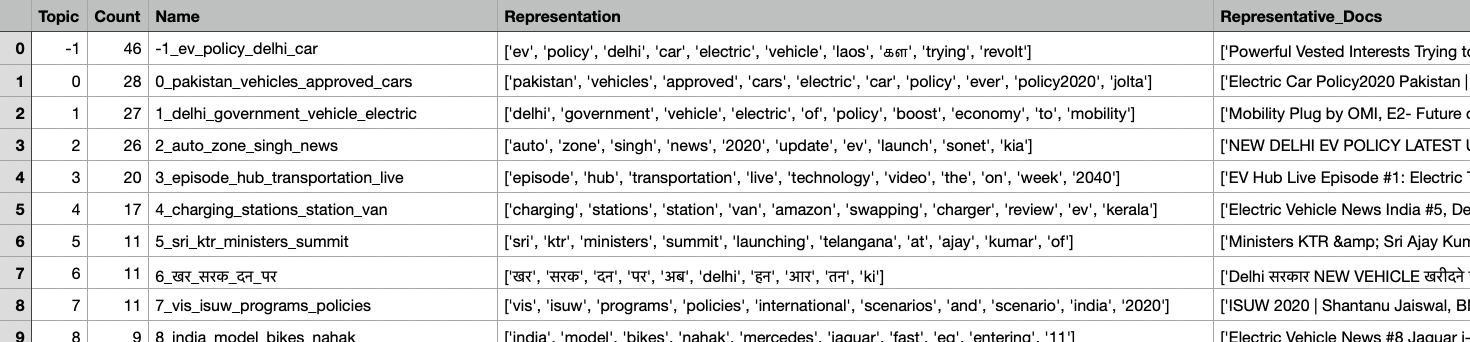 Topic Count Name Representation Representative_Docs
0 -1 46 -1_ev_policy_delhi_car ['ev', 'policy', 'delhi', 'car', 'electric', 'vehicle', 'laos', 'கள', 'trying', 'revolt'] ['Powerful Vested Interests Trying to
1 0 28 0_pakistan_vehicles_approved_cars ['pakistan', 'vehicles', 'approved', 'cars', 'electric', 'car', 'policy', 'ever', 'policy2020', 'jolta'] ['Electric Car Policy2020 Pakistan |
2 1 27 1_delhi_government_vehicle_electric ['delhi', 'government', 'vehicle', 'electric', 'of', 'policy', 'boost', 'economy', 'to', 'mobility'] ['Mobility Plug by OMI, E2- Future
3 2 26 2_auto_zone_singh_news ['auto', 'zone', 'singh', 'news', '2020', 'update', 'ev', 'launch', 'sonet', 'kia'] ['NEW DELHI EV POLICY LATEST
4 3 20 3_episode_hub_transportation_live ['episode', 'hub', 'transportation', 'live', 'technology', 'video', 'the', 'on', 'week', '2040'] ['EV Hub Live Episode #1: Electric
5 4 17 4_charging_stations_station_van ['charging', 'stations', 'station', 'van', 'amazon', 'swapping', 'charger', 'review', 'ev', 'kerala'] ['Electric Vehicle News India #5, De
6 5 11 5_sri_ktr_ministers_summit ['sri', 'ktr', 'ministers', 'summit', 'launching', 'telangana', 'at', 'ajay', 'kumar', 'of'] ['Ministers KTR &amp; Sri Ajay Kum
7 6 11 6_खर_सरक_दन_पर ['खर', 'सरक', 'दन', 'पर', 'अब', 'delhi', 'हन', 'आर', 'तन', 'ki'] ['Delhi सरकार NEW VEHICLE खरीदने
8 7 11 7_vis_isuw_programs_policies ['vis', 'isuw', 'programs', 'policies', 'international', 'scenarios', 'and', 'scenario', 'india', '2020'] ['ISUW 2020 | Shantanu Jaiswal, Bl
9 8 9 8_india_model_bikes_nahak ['india', 'model', 'bikes', 'nahak', 'mercedes', 'jaguar', 'fast', 'eq', 'entering', '11'] ['Electric Vehicle News #8 Jaguar i-